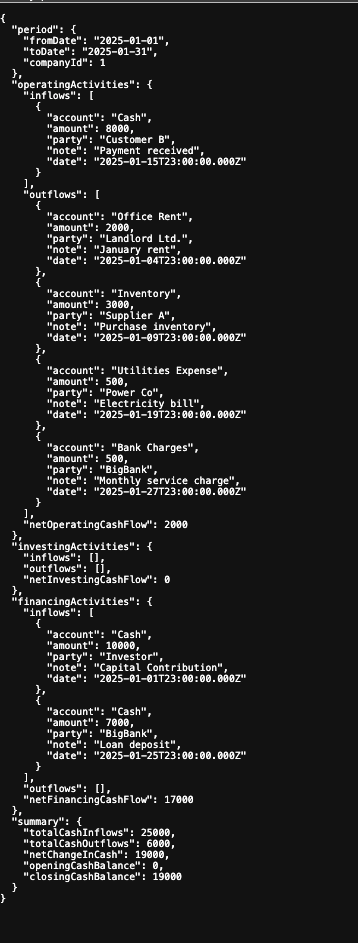 {
  "period": {
    "fromDate": "2025-01-01",
    "toDate": "2025-01-31",
    "companyId": 1
  },
  "operatingActivities": {
    "inflows": [
      {
        "account": "Cash",
        "amount": 8000,
        "party": "Customer B",
        "note": "Payment received",
        "date": "2025-01-15T23:00:00.000Z"
      }
    ],
    "outflows": [
      {
        "account": "Office Rent",
        "amount": 2000,
        "party": "Landlord Ltd.",
        "note": "January rent",
        "date": "2025-01-04T23:00:00.000Z"
      },
      {
        "account": "Inventory",
        "amount": 3000,
        "party": "Supplier A",
        "note": "Purchase inventory",
        "date": "2025-01-09T23:00:00.000Z"
      },
      {
        "account": "Utilities Expense",
        "amount": 500,
        "party": "Power Co",
        "note": "Electricity bill",
        "date": "2025-01-19T23:00:00.000Z"
      },
      {
        "account": "Bank Charges",
        "amount": 500,
        "party": "BigBank",
        "note": "Monthly service charge",
        "date": "2025-01-27T23:00:00.000Z"
      }
    ],
    "netOperatingCashFlow": 2000
  },
  "investingActivities": {
    "inflows": [],
    "outflows": [],
    "netInvestingCashFlow": 0
  },
  "financingActivities": {
    "inflows": [
      {
        "account": "Cash",
        "amount": 10000,
        "party": "Investor",
        "note": "Capital Contribution",
        "date": "2025-01-01T23:00:00.000Z"
      },
      {
        "account": "Cash",
        "amount": 7000,
        "party": "BigBank",
        "note": "Loan deposit",
        "date": "2025-01-25T23:00:00.000Z"
      }
    ],
    "outflows": [],
    "netFinancingCashFlow": 17000
  },
  "summary": {
    "totalCashInflows": 25000,
    "totalCashOutflows": 6000,
    "netChangeInCash": 19000,
    "openingCashBalance": 0,
    "closingCashBalance": 19000
  }
}